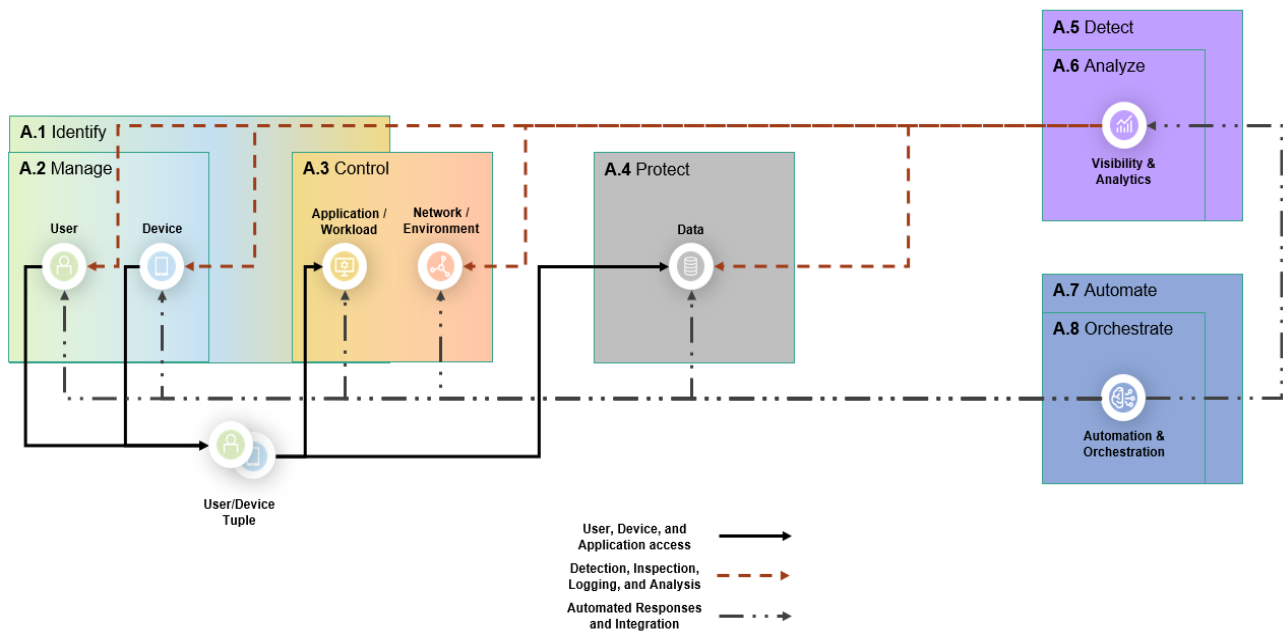 A.5 Detect
A.6 Analyze
Visibility &
Analytics
A.1 Identify
A.2 Manage
User
Device
A.3 Control
Application /
Workload
Network /
Environment
A.4 Protect
Data
A.7 Automate
A.8 Orchestrate
Automation &
Orchestration
User/Device
Tuple
User, Device, and
Application access
Detection, Inspection,
Logging, and Analysis
Automated Responses
and Integration